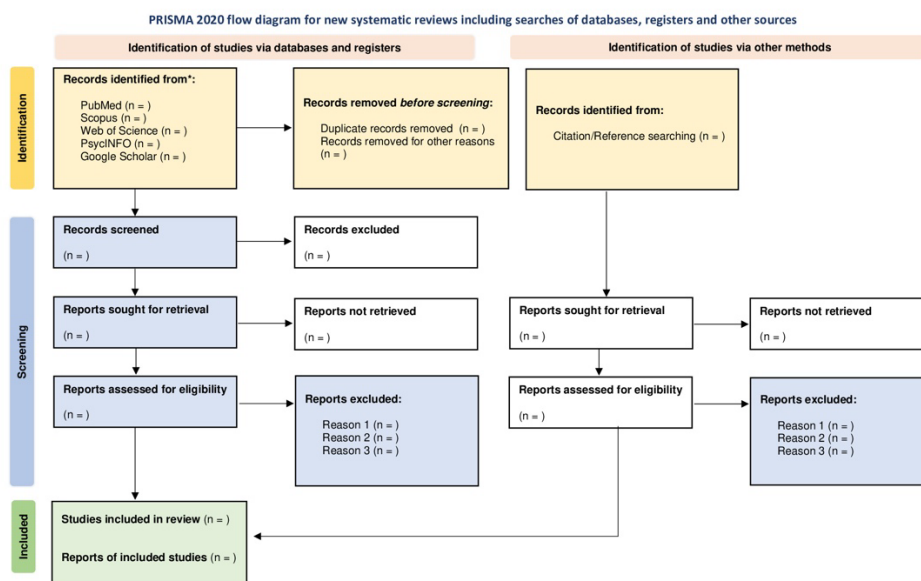 PRISMA 2020 flow diagram for new systematic reviews including searches of databases, registers and other sources
Identification of studies via databases and registers
Identification of studies via other methods
Identification
Records identified from*:
PubMed (n = )
Scopus (n = )
Web of Science (n = )
PsycINFO (n = )
Google Scholar (n = )
Records removed before screening:
Duplicate records removed (n = )
Records removed for other reasons
(n = )
Records identified from:
Citation/Reference searching (n = )
Screening
Records screened
(n = )
Records excluded
(n = )
Reports sought for retrieval
(n = )
Reports not retrieved
(n = )
Reports sought for retrieval
(n = )
Reports not retrieved
(n = )
Reports assessed for eligibility
(n = )
Reports excluded:
Reason 1 (n = )
Reason 2 (n = )
Reason 3 (n = )
Reports assessed for eligibility
(n = )
Reports excluded:
Reason 1 (n = )
Reason 2 (n = )
Reason 3 (n = )
Included
Studies included in review (n = )
Reports of included studies (n = )